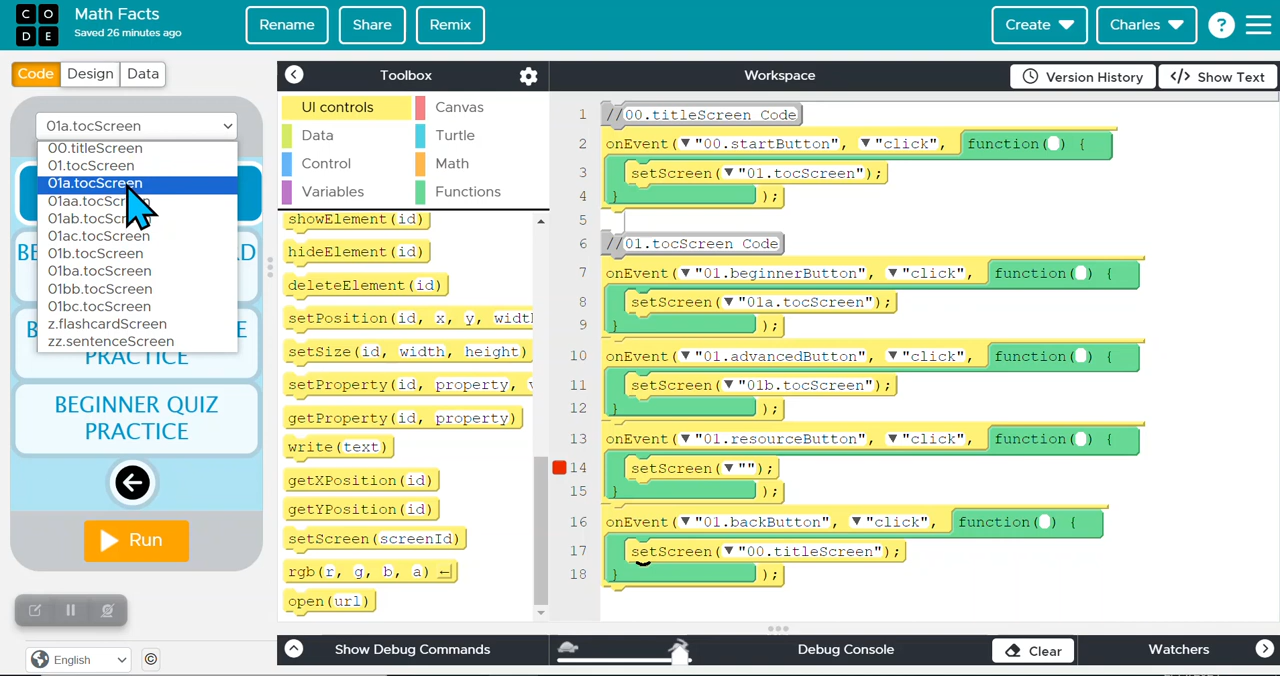 C O
D E
Math Facts
Saved 26 minutes ago
Rename
Share
Remix
Create
Charles
?
Code
Design
Data
Toolbox
Workspace
Version History
</> Show Text
01a.tocScreen
00.titleScreen
01.tocScreen
01a.tocScreen
01aa.tocScreen
01ab.tocScreen
01ac.tocScreen
01b.tocScreen
01ba.tocScreen
01bb.tocScreen
01bc.tocScreen
z.flashcardScreen
zz.sentenceScreen
PRACTICE
BEGINNER QUIZ
PRACTICE
Run
English
©
UI controls
Canvas
Data
Turtle
Control
Math
Variables
Functions
showElement(id)
hideElement(id)
deleteElement(id)
setPosition(id, x, y, width
setSize(id, width, height)
setProperty(id, property, v
getProperty(id, property)
write(text)
getXPosition(id)
getYPosition(id)
setScreen(screenId)
rgb(r, g, b, a)
open(url)
1 //00.titleScreen Code
2 onEvent(▼"00.startButton", ▼"click", function( ) {
3 setScreen(▼"01.tocScreen");
4 } );
5
6 //01.tocScreen Code
7 onEvent(▼"01.beginnerButton", ▼"click", function( ) {
8 setScreen(▼"01a.tocScreen");
9 } );
10 onEvent(▼"01.advancedButton", ▼"click", function( ) {
11 setScreen(▼"01b.tocScreen");
12 } );
13 onEvent(▼"01.resourceButton", ▼"click", function( ) {
14 setScreen(▼"");
15 } );
16 onEvent(▼"01.backButton", ▼"click", function( ) {
17 setScreen(▼"00.titleScreen");
18 } );
Show Debug Commands
Debug Console
Clear
Watchers